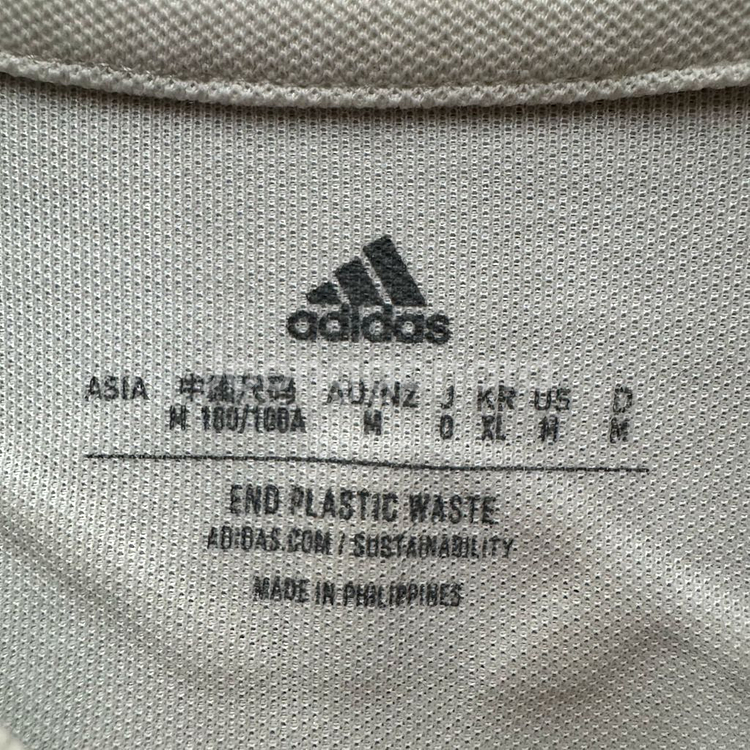 adidas
ASIA 中国尺码 AU/NZ J KR US D
M 180/100A M O XL M M
END PLASTIC WASTE
ADIDAS.COM / SUSTAINABILITY
MADE IN PHILIPPINES